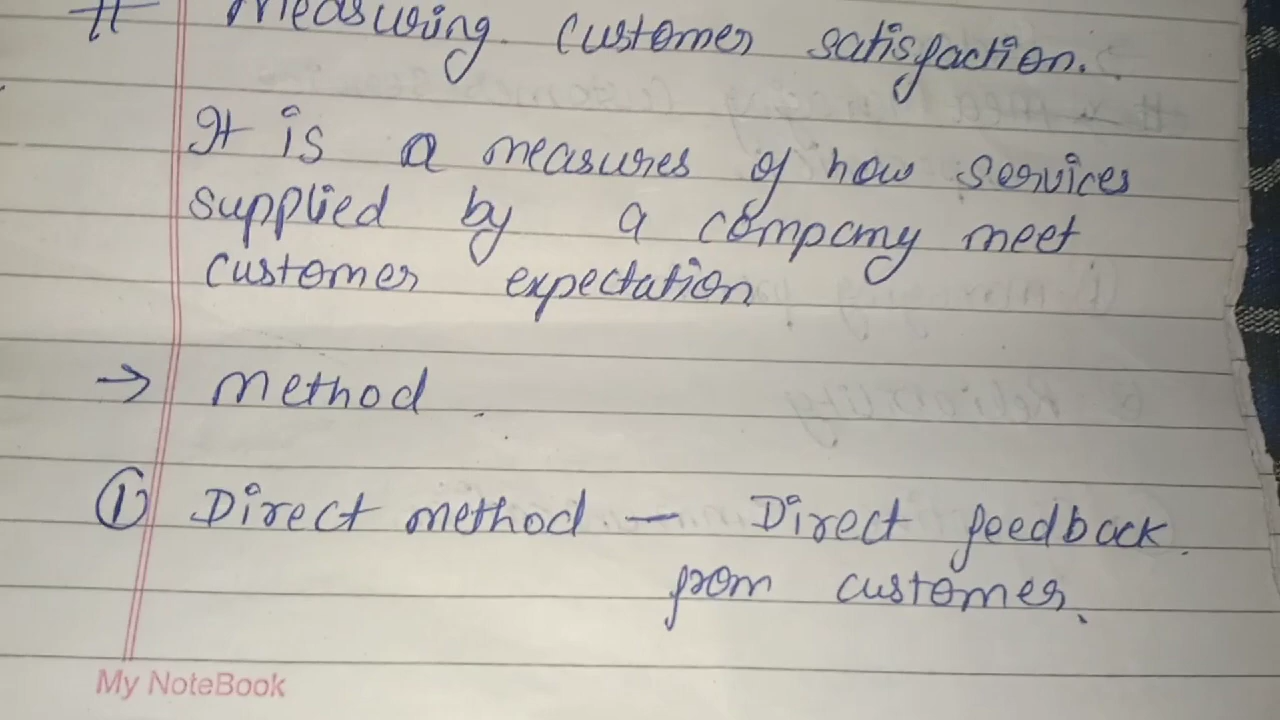 # Measuring Customer satisfaction.
It is a measures of how services
supplied by a company meet
customer expectation
→ method
① Direct method — Direct feedback
from customer.
My NoteBook